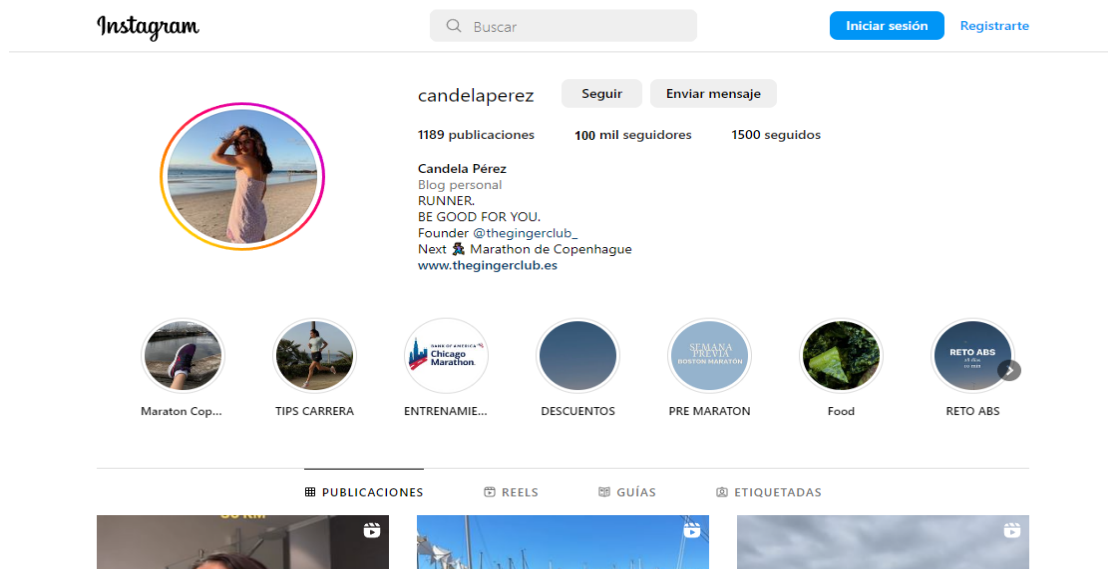 Instagram
Buscar
Iniciar sesión
Registrarte
candelaperez
Seguir
Enviar mensaje
1189 publicaciones
100 mil seguidores
1500 seguidos
Candela Pérez
Blog personal
RUNNER.
BE GOOD FOR YOU.
Founder @thegingerclub_
Next Marathon de Copenhague
www.thegingerclub.es
BANK OF AMERICA
Chicago
Marathon.
SEMANA
PREVIA
BOSTON MARATÓN
RETO ABS
Maraton Cop...
TIPS CARRERA
ENTRENAMIE...
DESCUENTOS
PRE MARATON
Food
RETO ABS
PUBLICACIONES
REELS
GUÍAS
ETIQUETADAS